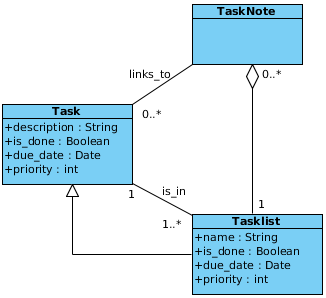 TaskNote
links_to
0..*
0..*
Task
+description : String
+is_done : Boolean
+due_date : Date
+priority : int
1
is_in
1..*
1
Tasklist
+name : String
+is_done : Boolean
+due_date : Date
+priority : int